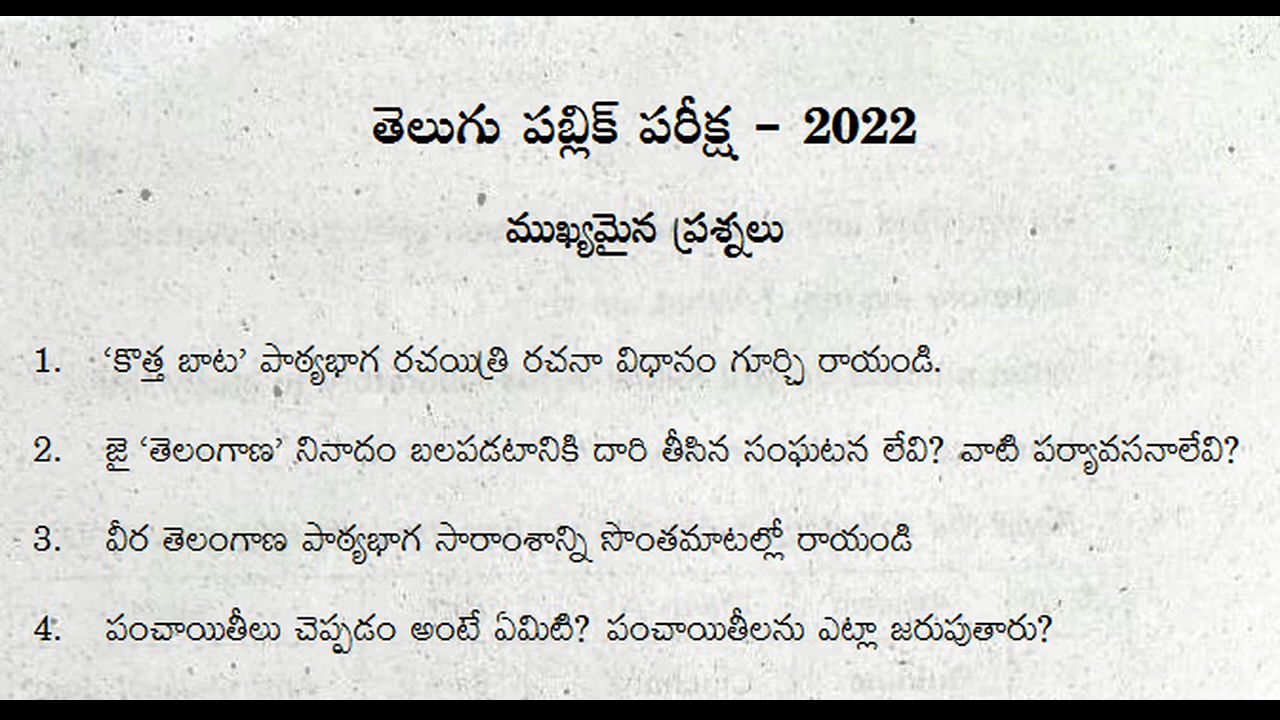 తెలుగు పబ్లిక్ పరీక్ష – 2022
ముఖ్యమైన ప్రశ్నలు
1. ‘కొత్త బాట’ పాఠ్యభాగ రచయిత్రి రచనా విధానం గూర్చి రాయండి.
2. జై ‘తెలంగాణ’ నినాదం బలపడటానికి దారి తీసిన సంఘటన లేవి? వాటి పర్యావసనాలేవి?
3. వీర తెలంగాణ పాఠ్యభాగ సారాంశాన్ని సొంతమాటల్లో రాయండి
4. పంచాయితీలు చెప్పడం అంటే ఏమిటి? పంచాయితీలను ఎట్లా జరుపుతారు?